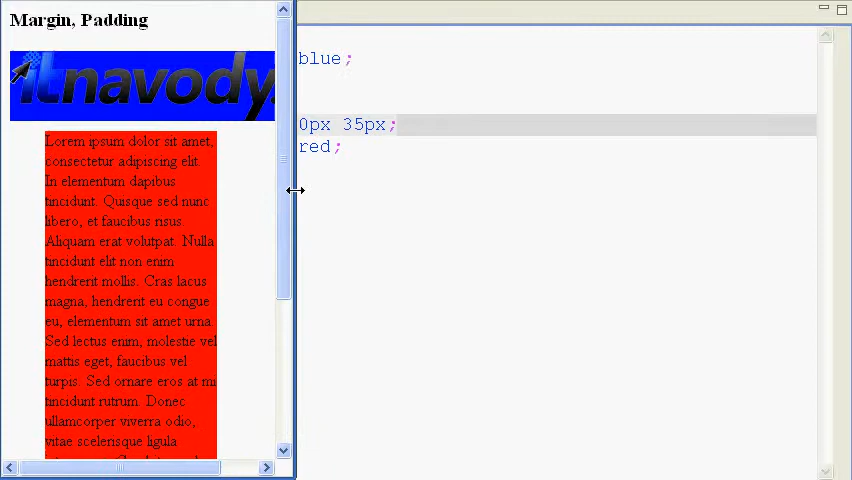 Margin, Padding
itnavody.
Lorem ipsum dolor sit amet,
consectetur adipiscing elit.
In elementum dapibus
tincidunt. Quisque sed nunc
libero, et faucibus risus.
Aliquam erat volutpat. Nulla
tincidunt elit non enim
hendrerit mollis. Cras lacus
magna, hendrerit eu congue
eu, elementum sit amet urna.
Sed lectus enim, molestie vel
mattis eget, faucibus vel
turpis. Sed ornare eros at mi
tincidunt rutrum. Donec
ullamcorper viverra odio,
vitae scelerisque ligula
blue;
0px 35px;
red;